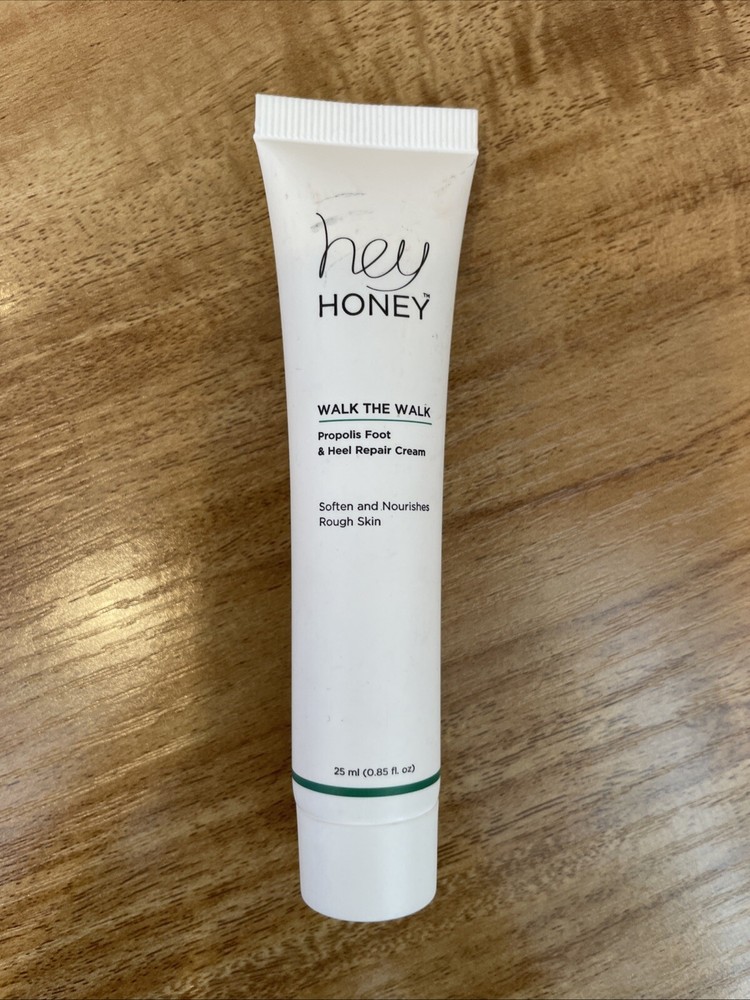 hey
HONEY™
WALK THE WALK
Propolis Foot
& Heel Repair Cream
Soften and Nourishes
Rough Skin
25 ml (0.85 fl. oz)